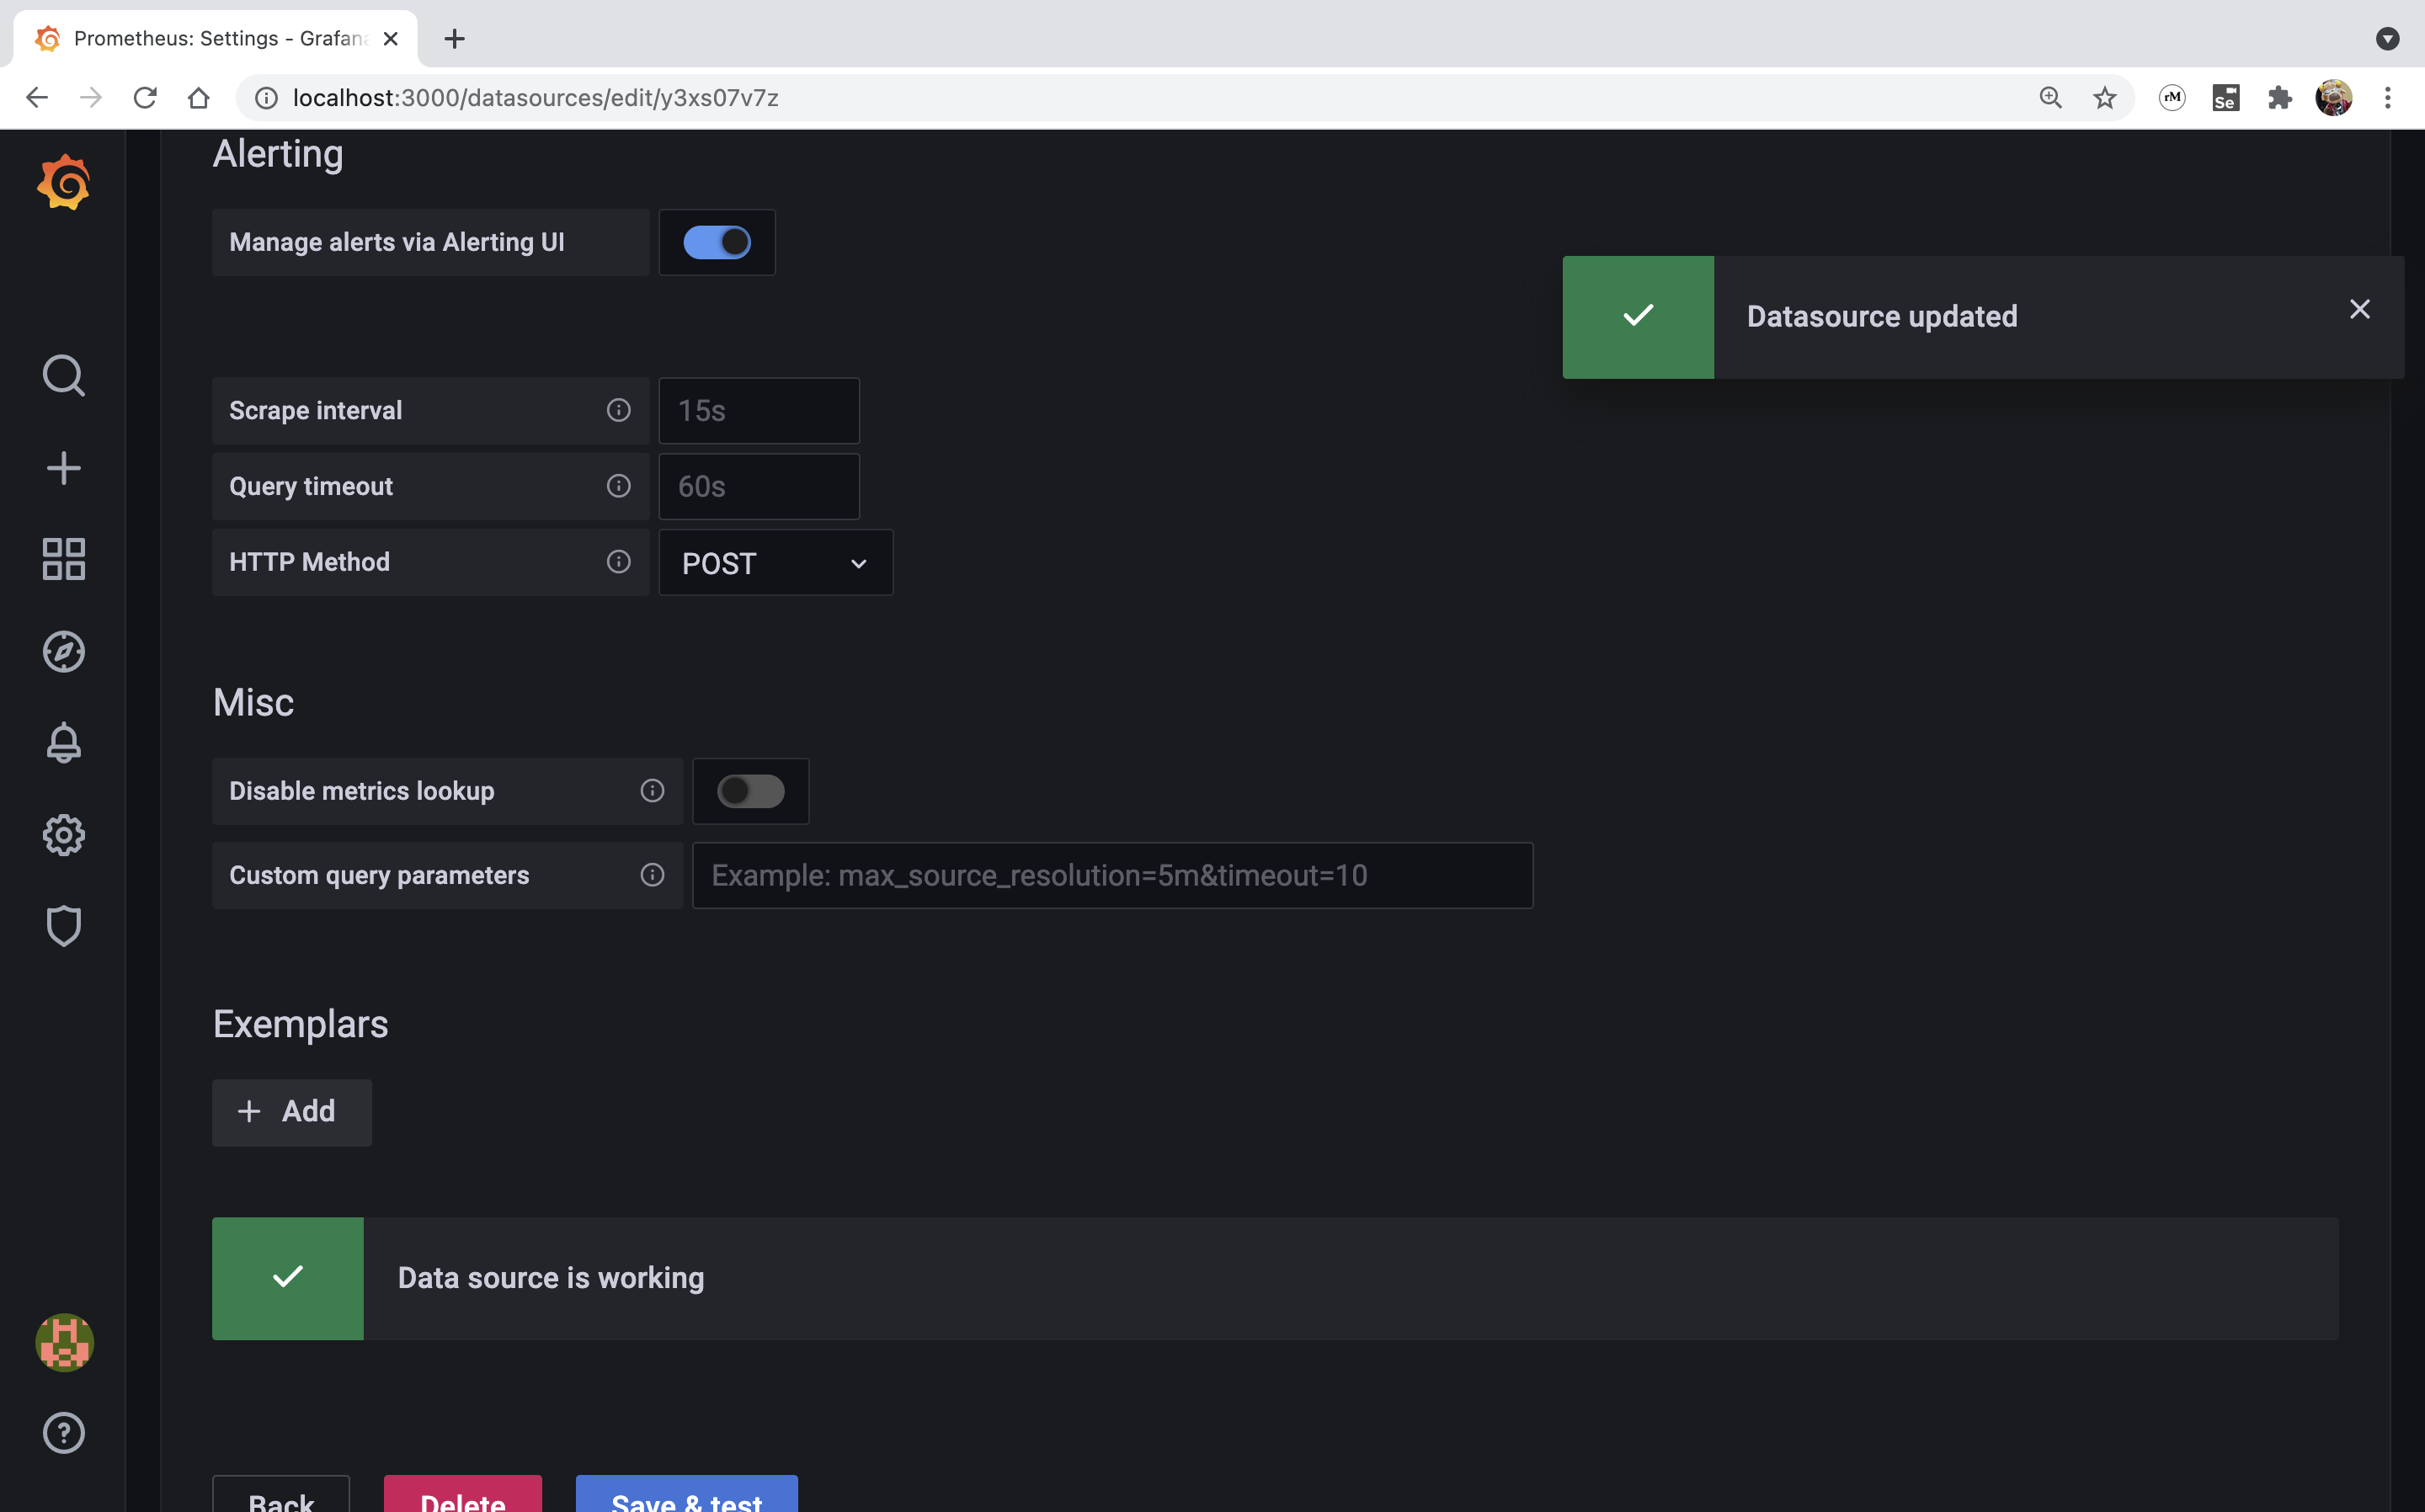 Prometheus: Settings - Grafana
localhost:3000/datasources/edit/y3xs07v7z
rM
Se
Alerting
Manage alerts via Alerting UI
Datasource updated
Scrape interval 15s
Query timeout 60s
HTTP Method POST
Misc
Disable metrics lookup
Custom query parameters Example: max_source_resolution=5m&timeout=10
Exemplars
+ Add
Data source is working
Back Delete Save & test